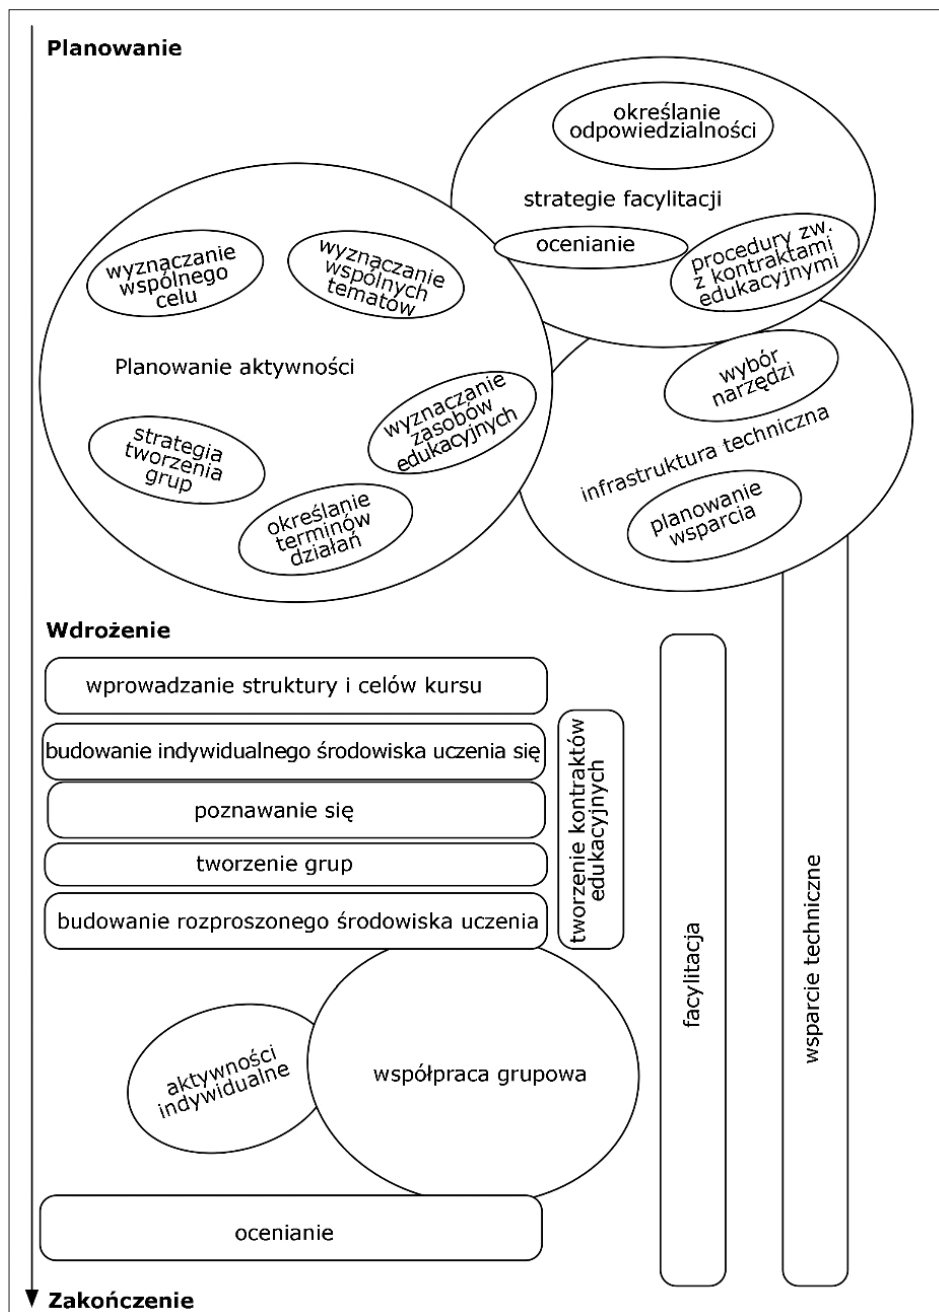 Planowanie
określanie
odpowiedzialności
strategie facylitacji
ocenianie
procedury zw.
z kontraktami
edukacyjnymi
wyznaczanie
wspólnego
celu
wyznaczanie
wspólnych
tematów
Planowanie aktywności
strategia
tworzenia
grup
wyznaczanie
zasobów
edukacyjnych
określanie
terminów
działań
wybór
narzędzi
infrastruktura techniczna
planowanie
wsparcia
Wdrożenie
wprowadzanie struktury i celów kursu
budowanie indywidualnego środowiska uczenia się
poznawanie się
tworzenie grup
budowanie rozproszonego środowiska uczenia
tworzenie kontraktów
edukacyjnych
facylitacja
wsparcie techniczne
aktywności
indywidualne
współpraca grupowa
ocenianie
Zakończenie